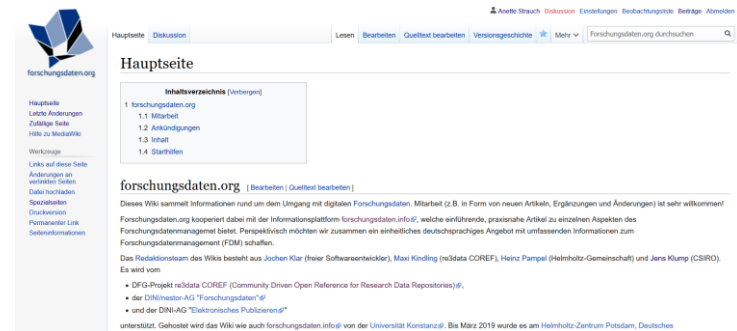 Anette Strauch Diskussion Einstellungen Beobachtungsliste Beiträge Abmelden
Hauptseite Diskussion Lesen Bearbeiten Quelltext bearbeiten Versionsgeschichte Mehr Forschungsdaten.org durchsuchen
forschungsdaten.org
Hauptseite
Letzte Änderungen
Zufällige Seite
Hilfe zu MediaWiki
Werkzeuge
Links auf diese Seite
Änderungen an
verlinkten Seiten
Datei hochladen
Spezialseiten
Druckversion
Permanenter Link
Seiteninformationen
Hauptseite
Inhaltsverzeichnis [Verbergen]
1 forschungsdaten.org
1.1 Mitarbeit
1.2 Ankündigungen
1.3 Inhalt
1.4 Starthilfen
forschungsdaten.org [ Bearbeiten | Quelltext bearbeiten ]
Dieses Wiki sammelt Informationen rund um dem Umgang mit digitalen Forschungsdaten. Mitarbeit (z.B. in Form von neuen Artikeln, Ergänzungen und Änderungen) ist sehr willkommen!
Forschungsdaten.org kooperiert dabei mit der Informationsplattform forschungsdaten.info, welche einführende, praxisnahe Artikel zu einzelnen Aspekten des
Forschungsdatenmanagemet bietet. Perspektivisch möchten wir zusammen ein einheitliches deutschsprachiges Angebot mit umfassenden Informationen zum
Forschungsdatenmanagement (FDM) schaffen.
Das Redaktionsteam des Wikis besteht aus Jochen Klar (freier Softwareentwickler), Maxi Kindling (re3data COREF), Heinz Pampel (Helmholtz-Gemeinschaft) und Jens Klump (CSIRO).
Es wird vom
• DFG-Projekt re3data COREF (Community Driven Open Reference for Research Data Repositories),
• der DINI/nestor-AG "Forschungsdaten"
• und der DINI-AG "Elektronisches Publizieren"
unterstützt. Gehostet wird das Wiki wie auch forschungsdaten.info von der Universität Konstanz. Bis März 2019 wurde es am Helmholtz-Zentrum Potsdam, Deutsches